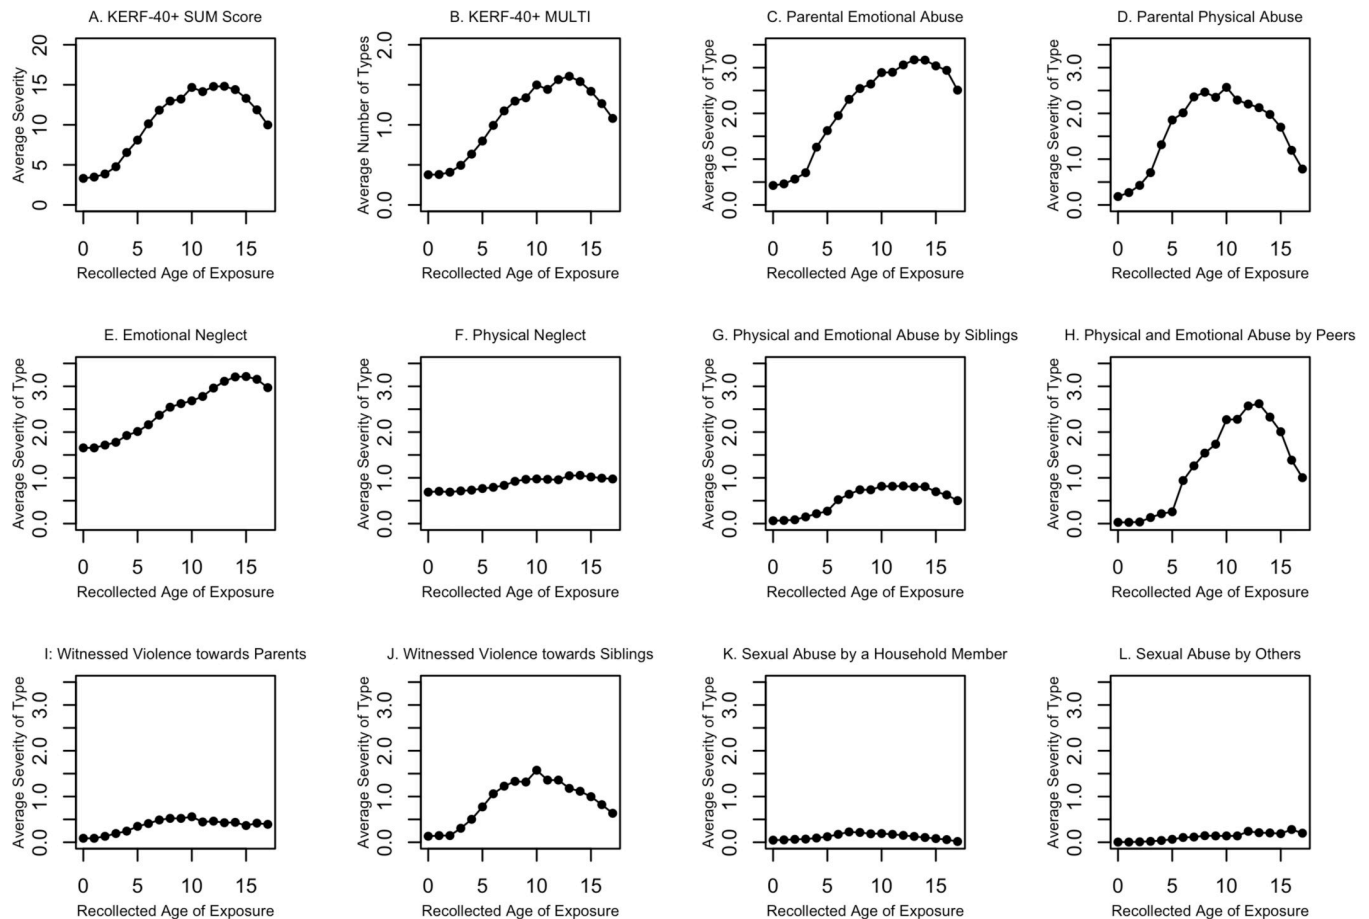 A. KERF-40+ SUM Score
Average Severity
0 5 10 15 20
0 5 10 15
Recollected Age of Exposure
B. KERF-40+ MULTI
Average Number of Types
0.0 1.0 2.0
0 5 10 15
Recollected Age of Exposure
C. Parental Emotional Abuse
Average Severity of Type
0.0 1.0 2.0 3.0
0 5 10 15
Recollected Age of Exposure
D. Parental Physical Abuse
Average Severity of Type
0.0 1.0 2.0 3.0
0 5 10 15
Recollected Age of Exposure
E. Emotional Neglect
Average Severity of Type
0.0 1.0 2.0 3.0
0 5 10 15
Recollected Age of Exposure
F. Physical Neglect
Average Severity of Type
0.0 1.0 2.0 3.0
0 5 10 15
Recollected Age of Exposure
G. Physical and Emotional Abuse by Siblings
Average Severity of Type
0.0 1.0 2.0 3.0
0 5 10 15
Recollected Age of Exposure
H. Physical and Emotional Abuse by Peers
Average Severity of Type
0.0 1.0 2.0 3.0
0 5 10 15
Recollected Age of Exposure
I: Witnessed Violence towards Parents
Average Severity of Type
0.0 1.0 2.0 3.0
0 5 10 15
Recollected Age of Exposure
J. Witnessed Violence towards Siblings
Average Severity of Type
0.0 1.0 2.0 3.0
0 5 10 15
Recollected Age of Exposure
K. Sexual Abuse by a Household Member
Average Severity of Type
0.0 1.0 2.0 3.0
0 5 10 15
Recollected Age of Exposure
L. Sexual Abuse by Others
Average Severity of Type
0.0 1.0 2.0 3.0
0 5 10 15
Recollected Age of Exposure